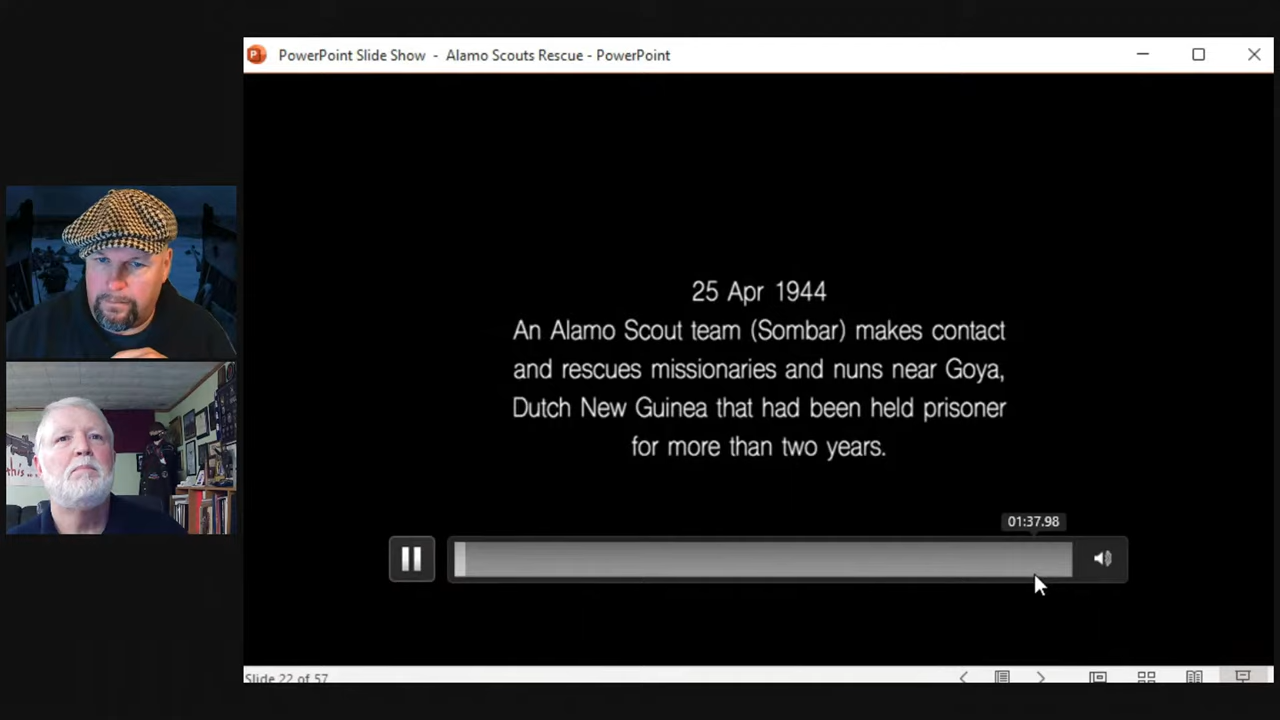 PowerPoint Slide Show - Alamo Scouts Rescue - PowerPoint
25 Apr 1944
An Alamo Scout team (Sombar) makes contact
and rescues missionaries and nuns near Goya,
Dutch New Guinea that had been held prisoner
for more than two years.
01:37.98
this...
Slide 22 of 57